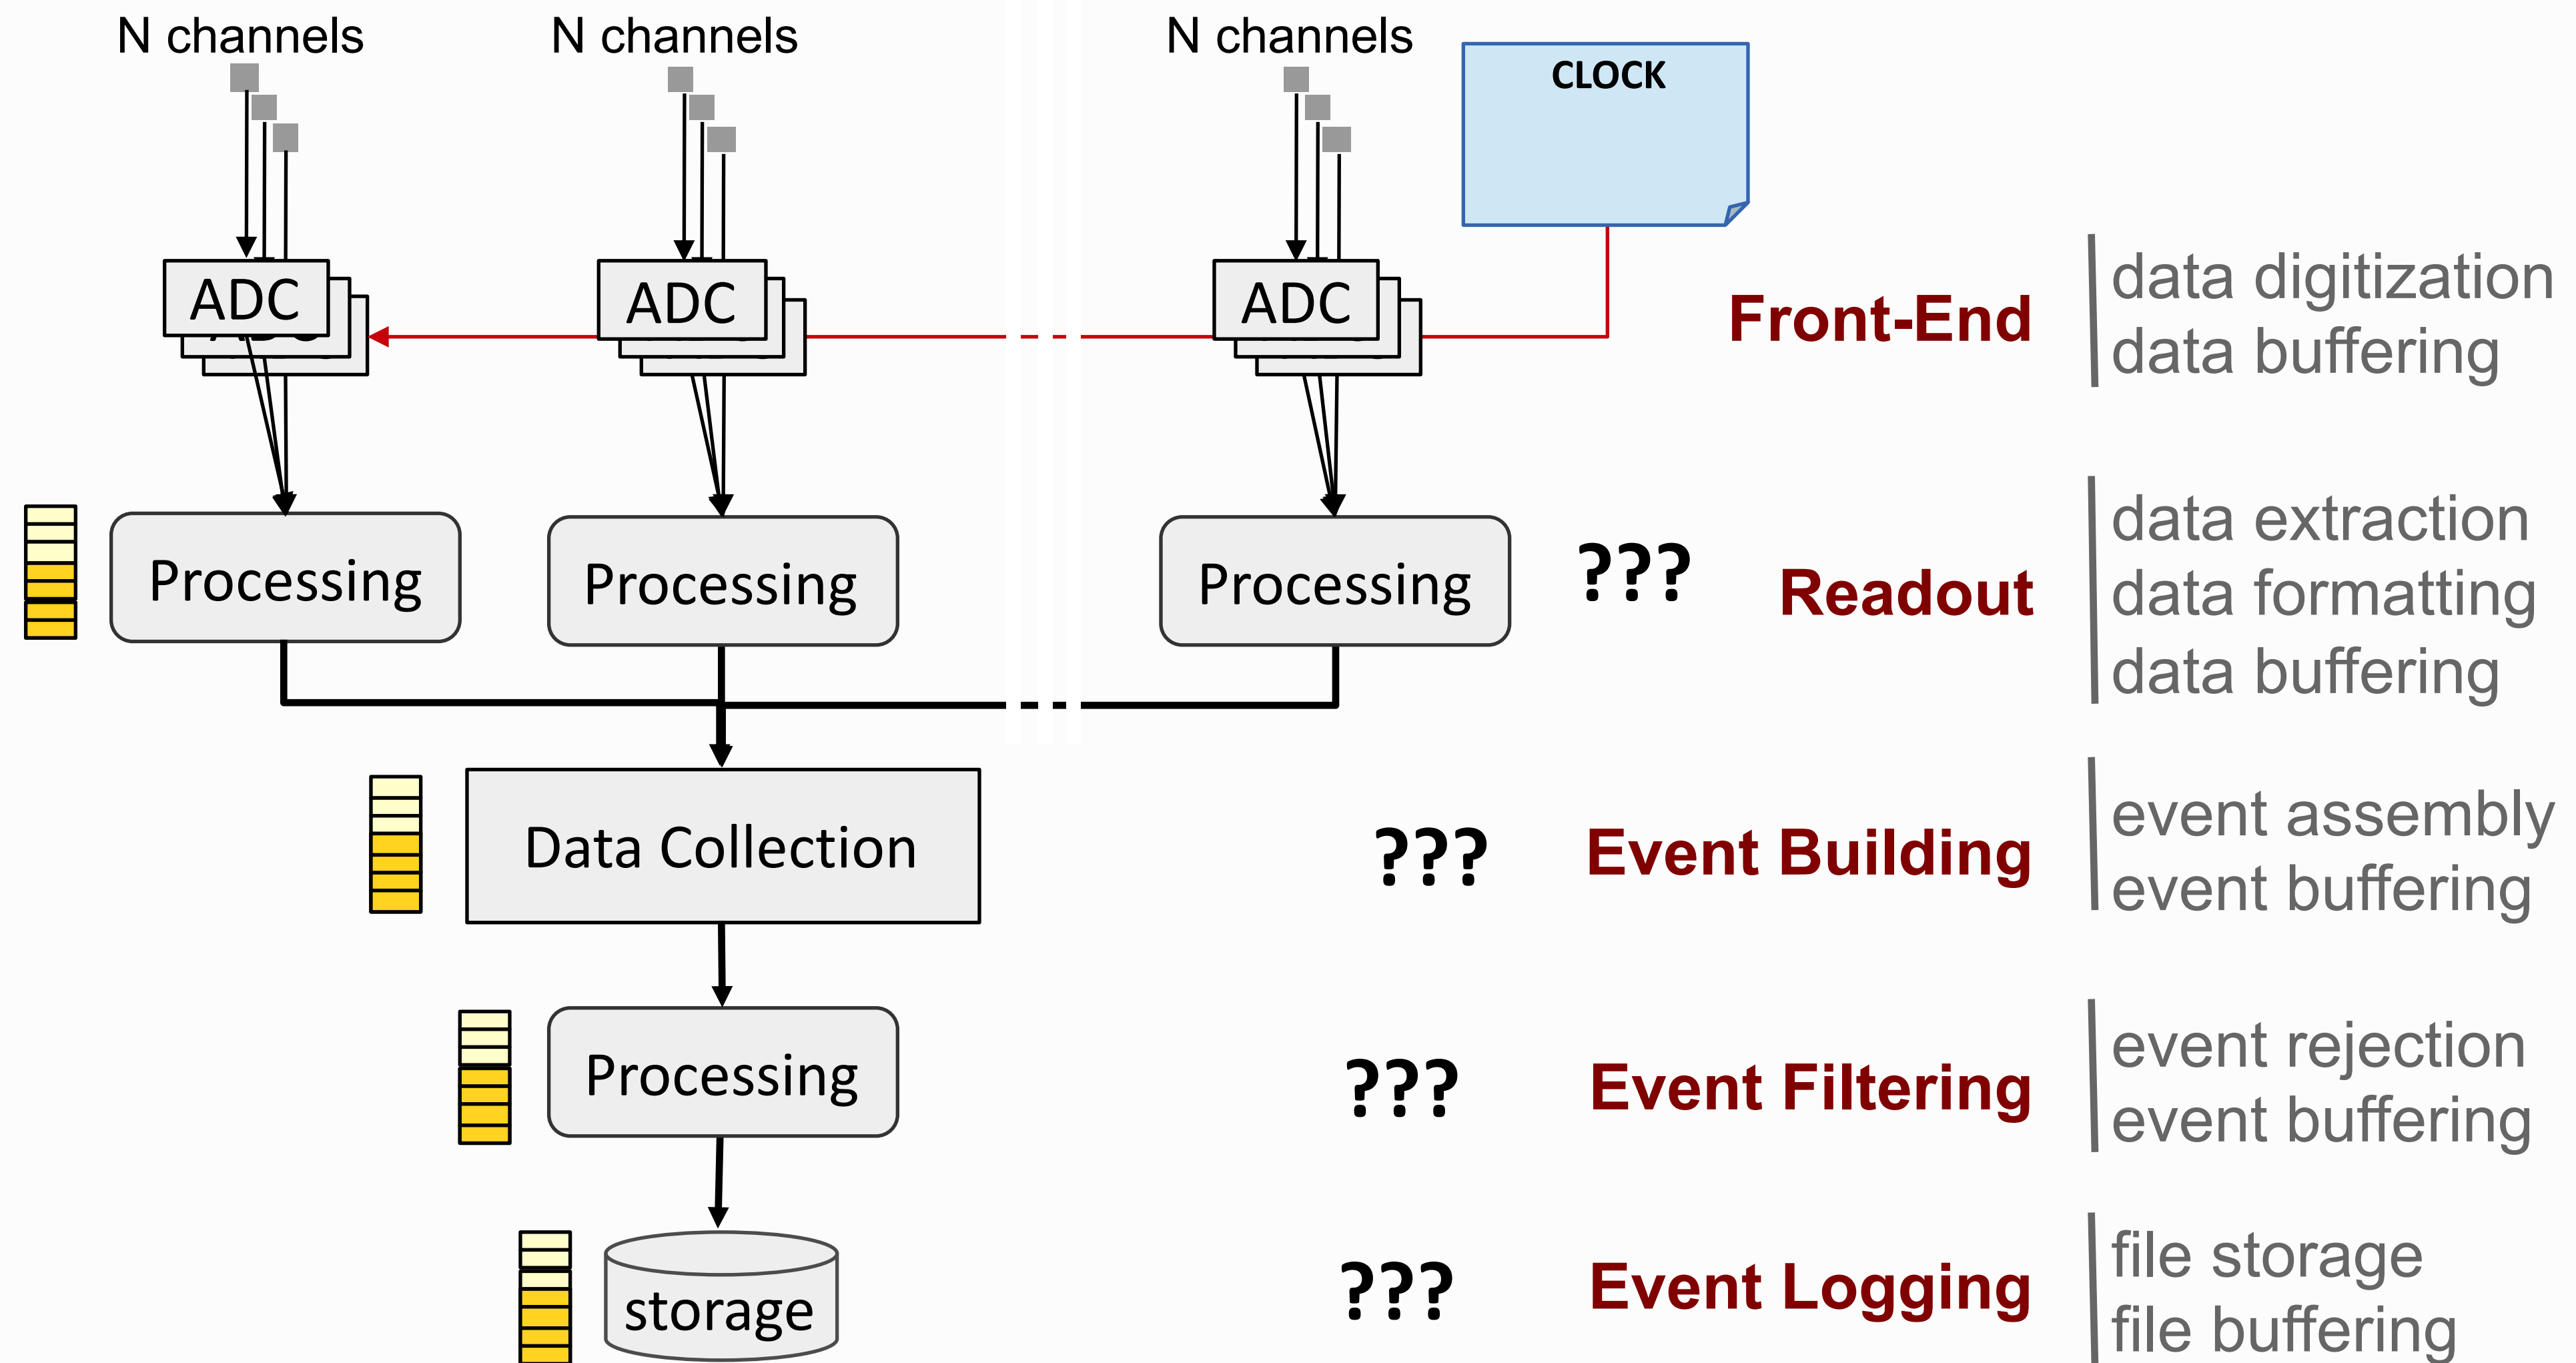 N channels
N channels
N channels
CLOCK
ADC
ADC
ADC
Front-End
data digitization
data buffering
Processing
Processing
Processing
???
Readout
data extraction
data formatting
data buffering
Data Collection
???
Event Building
event assembly
event buffering
Processing
???
Event Filtering
event rejection
event buffering
storage
???
Event Logging
file storage
file buffering